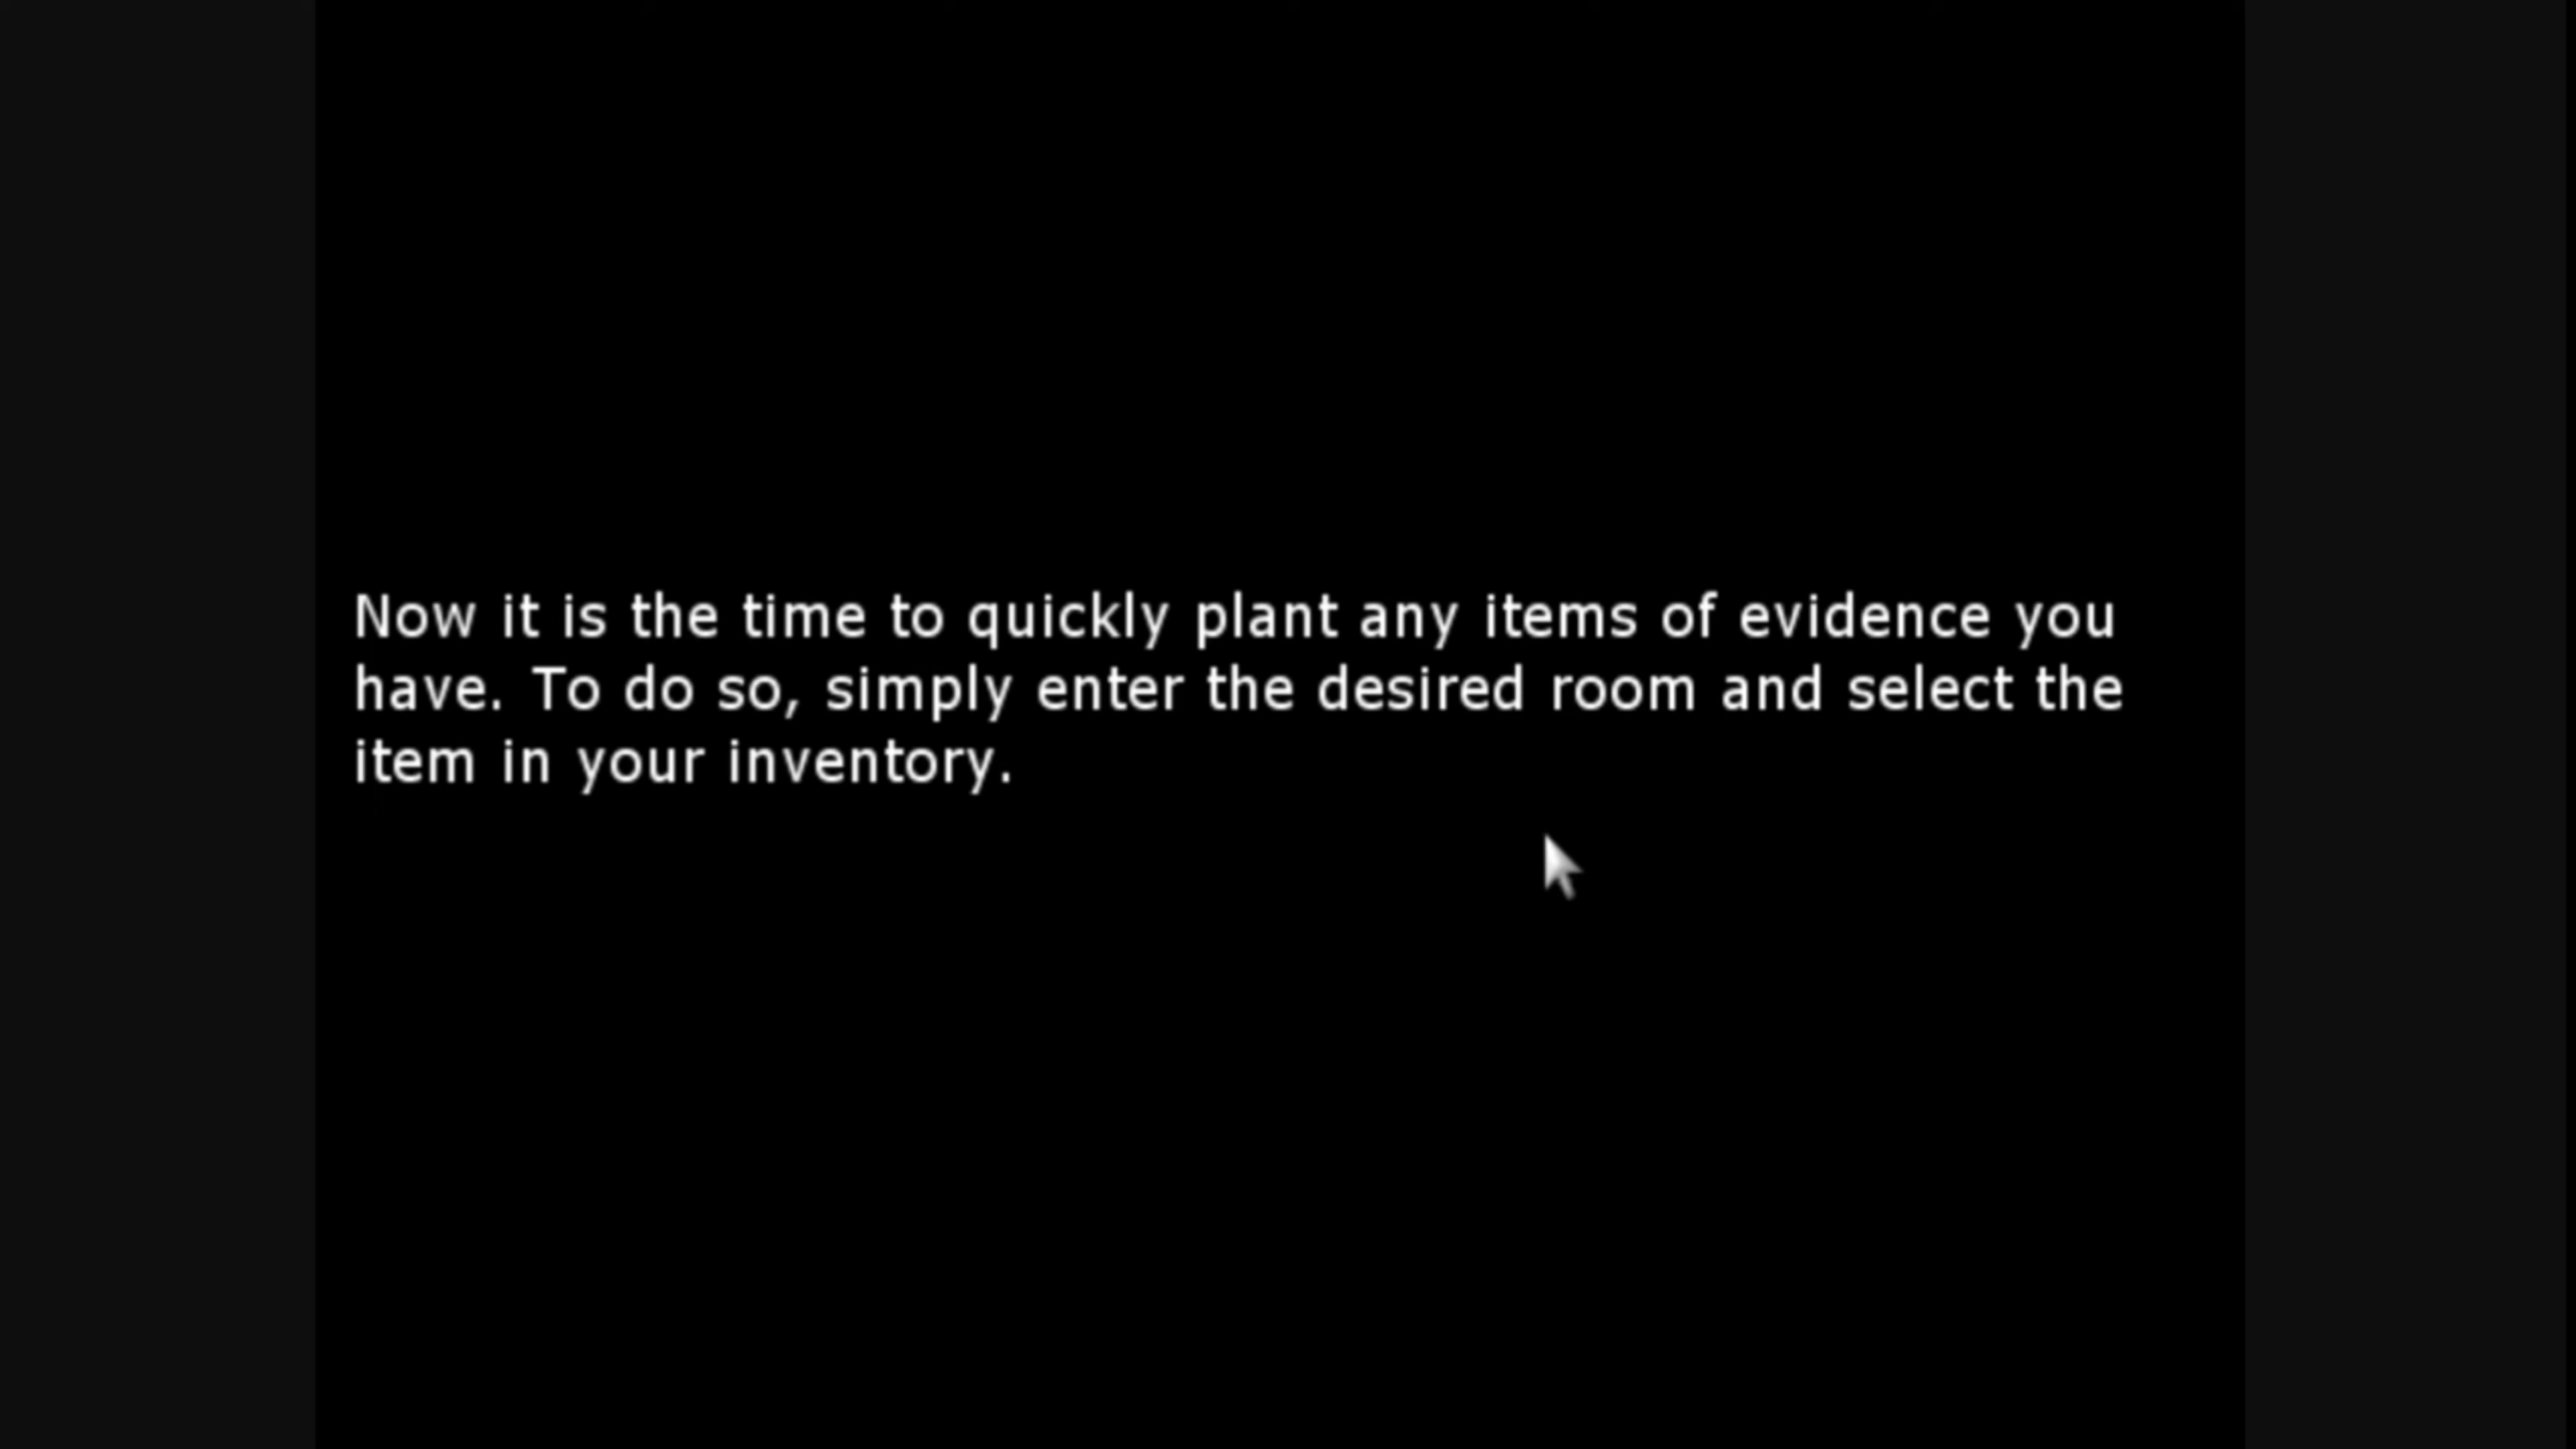 Now it is the time to quickly plant any items of evidence you
have. To do so, simply enter the desired room and select the
item in your inventory.